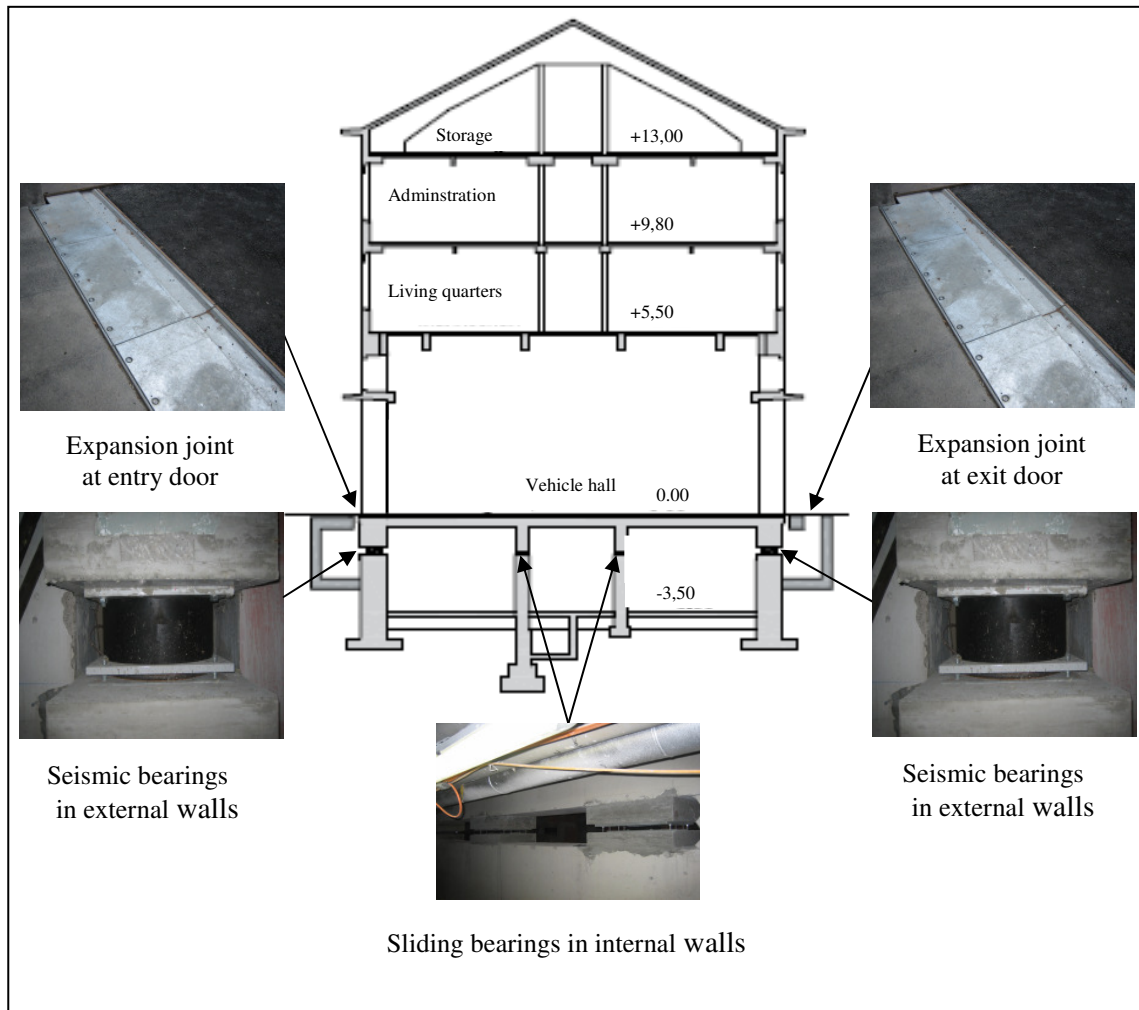 Storage
+13,00
Adminstration
+9,80
Living quarters
+5,50
Expansion joint
at entry door
Expansion joint
at exit door
Vehicle hall
0.00
-3,50
Seismic bearings
in external walls
Seismic bearings
in external walls
Sliding bearings in internal walls